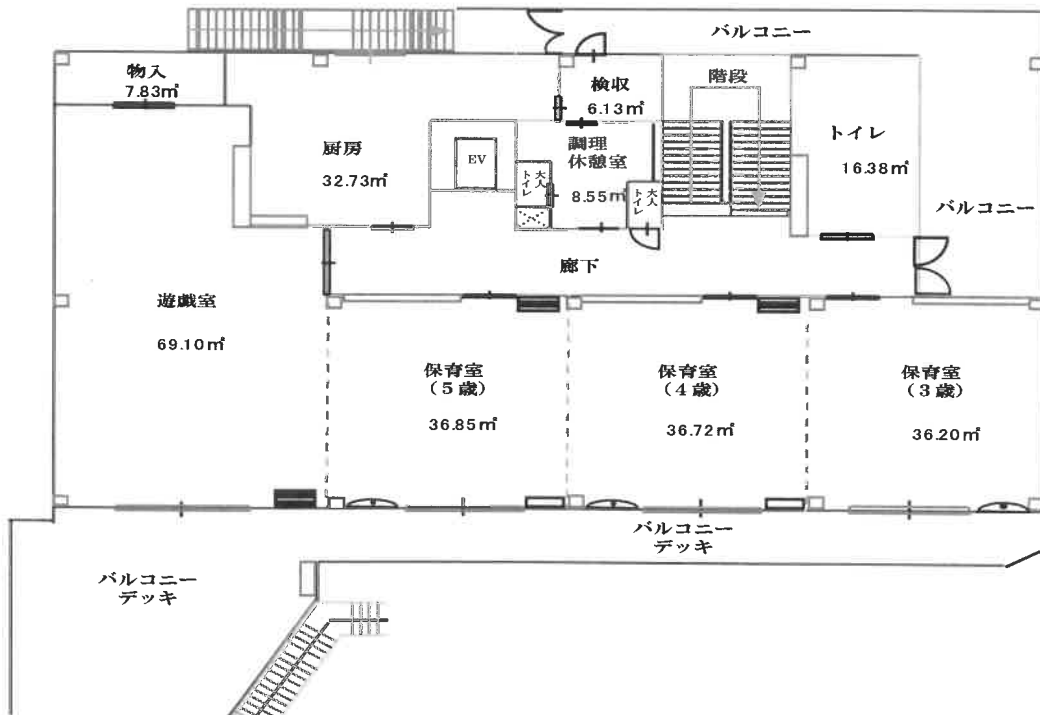 バルコニー
物入
7.83㎡
検収
6.13㎡
階段
厨房
32.73㎡
EV
調理
休憩室
8.55㎡
大人
トイレ
大人
トイレ
トイレ
16.38㎡
バルコニー
廊下
遊戯室
69.10㎡
保育室
(5歳)
36.85㎡
保育室
(4歳)
36.72㎡
保育室
(3歳)
36.20㎡
バルコニー
デッキ
バルコニー
デッキ